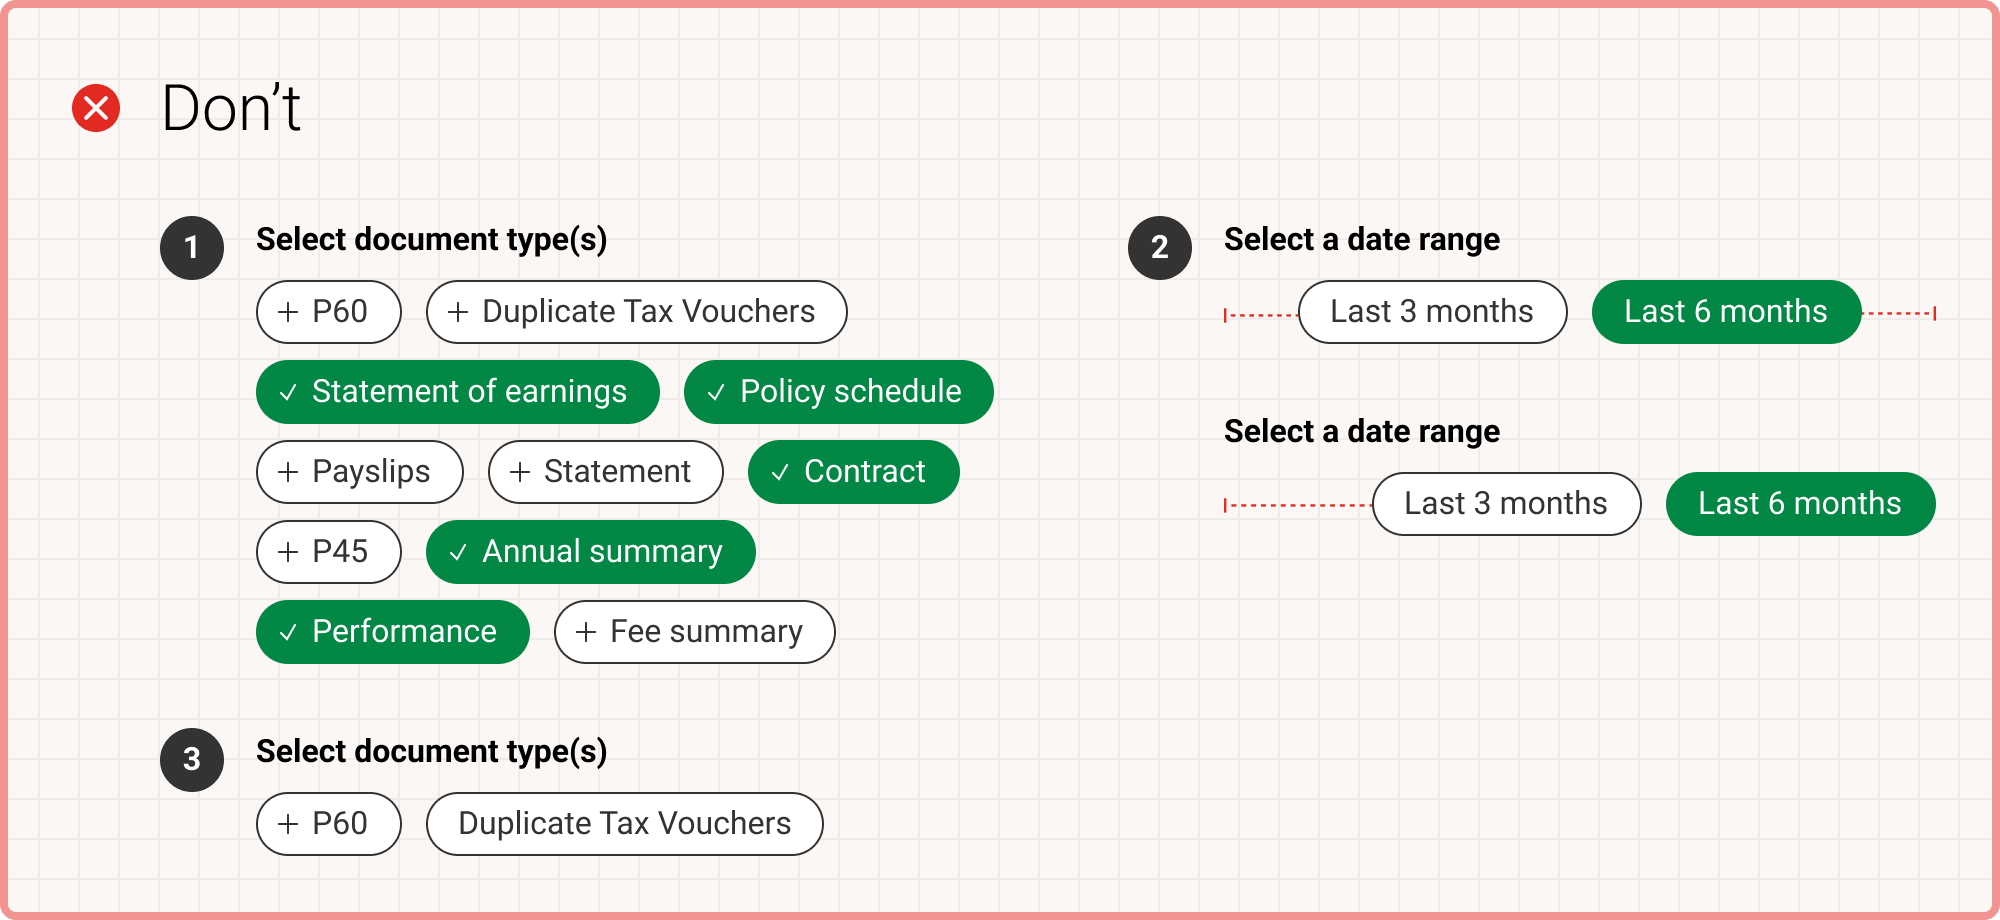 Don’t
1
Select document type(s)
P60
Duplicate Tax Vouchers
Statement of earnings
Policy schedule
Payslips
Statement
Contract
P45
Annual summary
Performance
Fee summary
2
Select a date range
Last 3 months
Last 6 months
Select a date range
Last 3 months
Last 6 months
3
Select document type(s)
P60
Duplicate Tax Vouchers